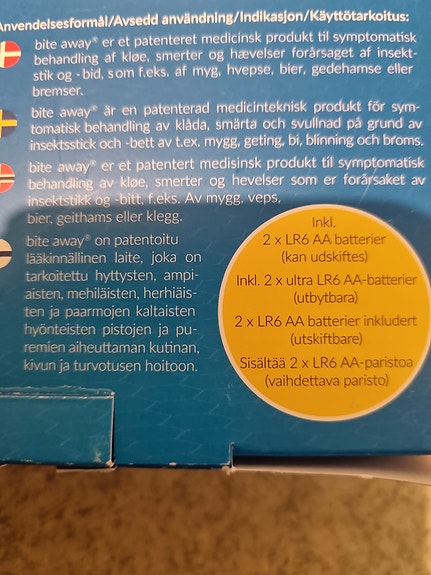 Anvendelsesformål/Avsedd användning/Indikasjon/Käyttötarkoitus:
bite away® er et patenteret medicinsk produkt til symptomatisk
behandling af kløe, smerter og hævelser forårsaget af insekt-
stik og -bid, som f.eks. af myg, hvepse, bier, gedehamse eller
bremser.
bite away® är en patenterad medicinteknisk produkt för sym-
tomatisk behandling av klåda, smärta och svullnad på grund av
insektsstick och -bett av t.ex. mygg, geting, bi, blinning och broms.
bite away® er et patentert medisinsk produkt til symptomatisk
behandling av kløe, smerter og hevelser som er forårsaket av
insektstikk og -bitt, f.eks. Av mygg, veps,
bier, geithams eller klegg.
bite away® on patentoitu
lääkinnällinen laite, joka on
tarkoitettu hyttysten, ampi-
aisten, mehiläisten, herhiäis-
ten ja paarmojen kaltaisten
hyönteisten pistojen ja pu-
remien aiheuttaman kutinan,
kivun ja turvotusen hoitoon.
Inkl.
2 x LR6 AA batterier
(kan udskiftes)
Inkl. 2 x ultra LR6 AA-batterier
(utbytbara)
2 x LR6 AA batterier inkludert
(utskiftbare)
Sisältää 2 x LR6 AA-paristoa
(vaihdettava paristo)